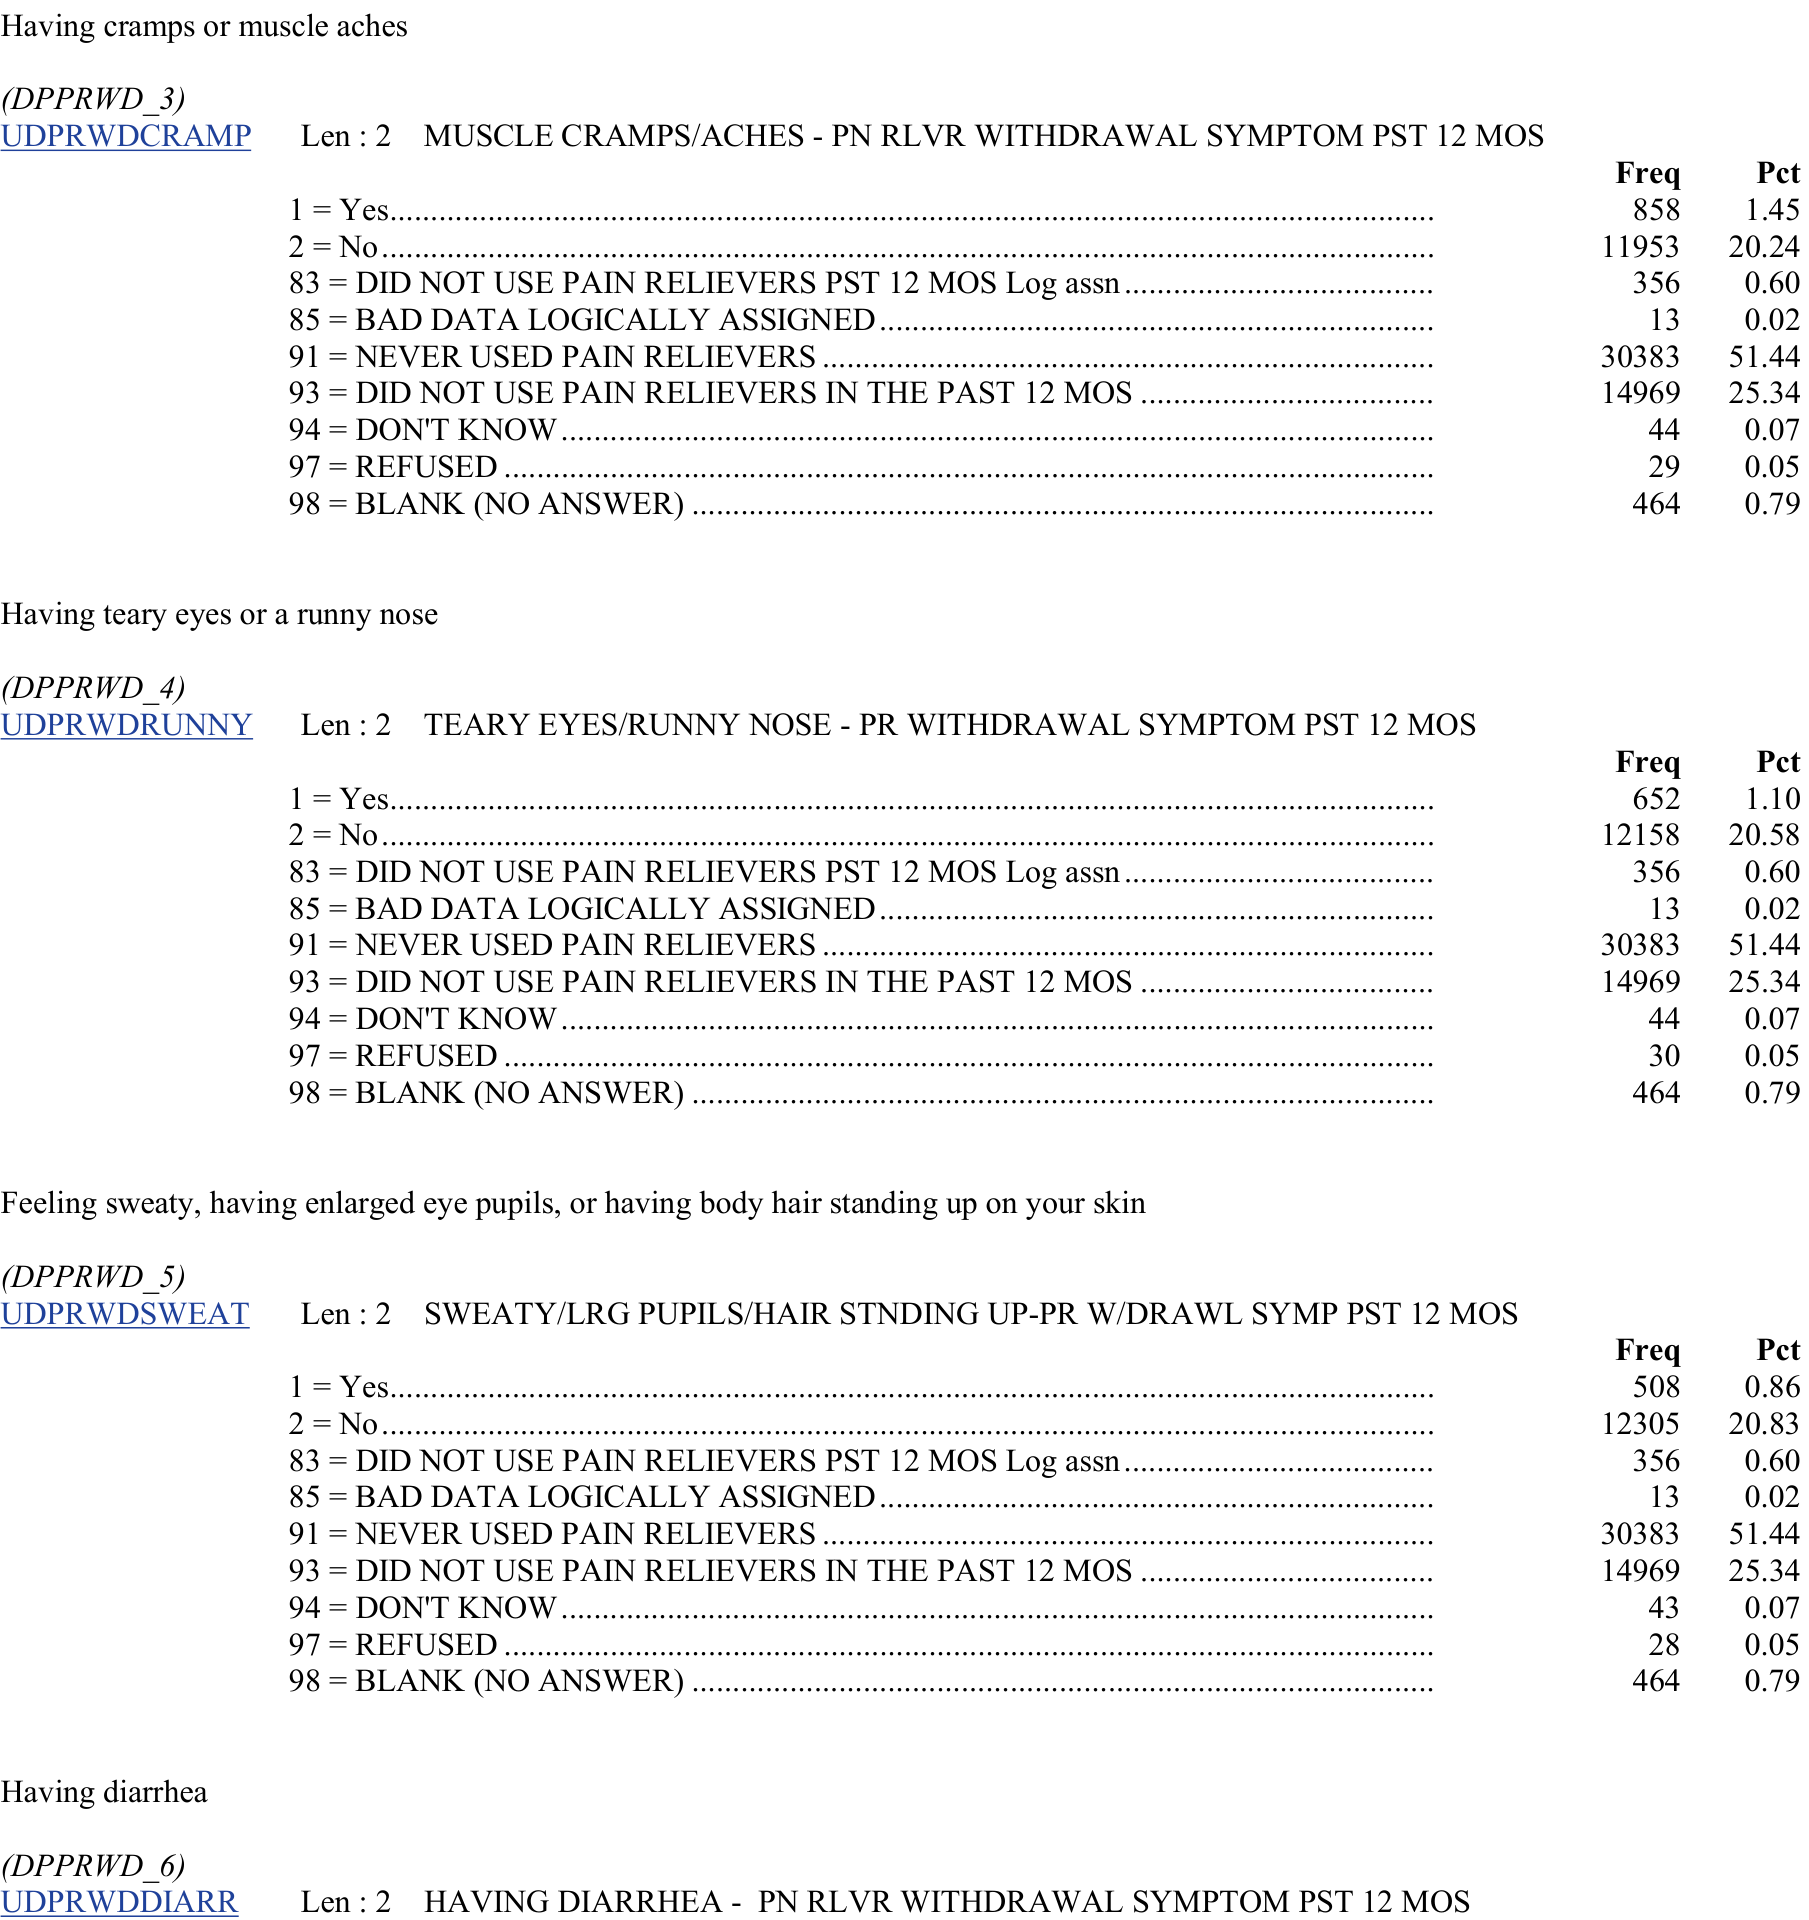 Having cramps or muscle aches
(DPPRWD_3)
UDPRWDCRAMP Len : 2 MUSCLE CRAMPS/ACHES - PN RLVR WITHDRAWAL SYMPTOM PST 12 MOS
Freq Pct
1 = Yes........................................ 858 1.45
2 = No........................................ 11953 20.24
83 = DID NOT USE PAIN RELIEVERS PST 12 MOS Log assn........................................ 356 0.60
85 = BAD DATA LOGICALLY ASSIGNED........................................ 13 0.02
91 = NEVER USED PAIN RELIEVERS ........................................ 30383 51.44
93 = DID NOT USE PAIN RELIEVERS IN THE PAST 12 MOS ........................................ 14969 25.34
94 = DON'T KNOW........................................ 44 0.07
97 = REFUSED ........................................ 29 0.05
98 = BLANK (NO ANSWER) ........................................ 464 0.79
Having teary eyes or a runny nose
(DPPRWD_4)
UDPRWDRUNNY Len : 2 TEARY EYES/RUNNY NOSE - PR WITHDRAWAL SYMPTOM PST 12 MOS
Freq Pct
1 = Yes........................................ 652 1.10
2 = No........................................ 12158 20.58
83 = DID NOT USE PAIN RELIEVERS PST 12 MOS Log assn........................................ 356 0.60
85 = BAD DATA LOGICALLY ASSIGNED........................................ 13 0.02
91 = NEVER USED PAIN RELIEVERS ........................................ 30383 51.44
93 = DID NOT USE PAIN RELIEVERS IN THE PAST 12 MOS ........................................ 14969 25.34
94 = DON'T KNOW........................................ 44 0.07
97 = REFUSED ........................................ 30 0.05
98 = BLANK (NO ANSWER) ........................................ 464 0.79
Feeling sweaty, having enlarged eye pupils, or having body hair standing up on your skin
(DPPRWD_5)
UDPRWDSWEAT Len : 2 SWEATY/LRG PUPILS/HAIR STNDING UP-PR W/DRAWL SYMP PST 12 MOS
Freq Pct
1 = Yes........................................ 508 0.86
2 = No........................................ 12305 20.83
83 = DID NOT USE PAIN RELIEVERS PST 12 MOS Log assn........................................ 356 0.60
85 = BAD DATA LOGICALLY ASSIGNED........................................ 13 0.02
91 = NEVER USED PAIN RELIEVERS ........................................ 30383 51.44
93 = DID NOT USE PAIN RELIEVERS IN THE PAST 12 MOS ........................................ 14969 25.34
94 = DON'T KNOW........................................ 43 0.07
97 = REFUSED ........................................ 28 0.05
98 = BLANK (NO ANSWER) ........................................ 464 0.79
Having diarrhea
(DPPRWD_6)
UDPRWDDIARR Len : 2 HAVING DIARRHEA - PN RLVR WITHDRAWAL SYMPTOM PST 12 MOS